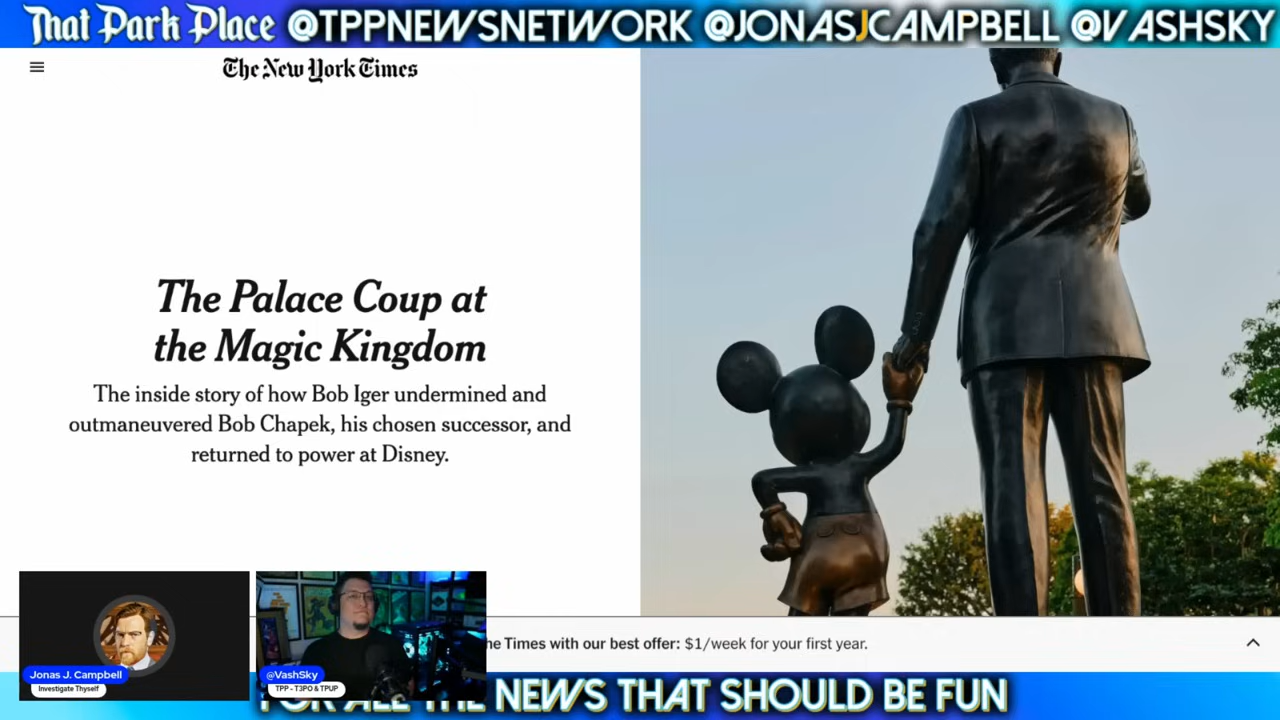 That Park Place @TPPNEWSNETWORK @JONASJCAMPBELL @VASHSKY
The New York Times
The Palace Coup at
the Magic Kingdom
The inside story of how Bob Iger undermined and
outmaneuvered Bob Chapek, his chosen successor, and
returned to power at Disney.
Times with our best offer: $1/week for your first year.
Jonas J. Campbell
Investigate Thyself
@VashSky
TPP - T3PO & TPUP
FOR ALL THE NEWS THAT SHOULD BE FUN